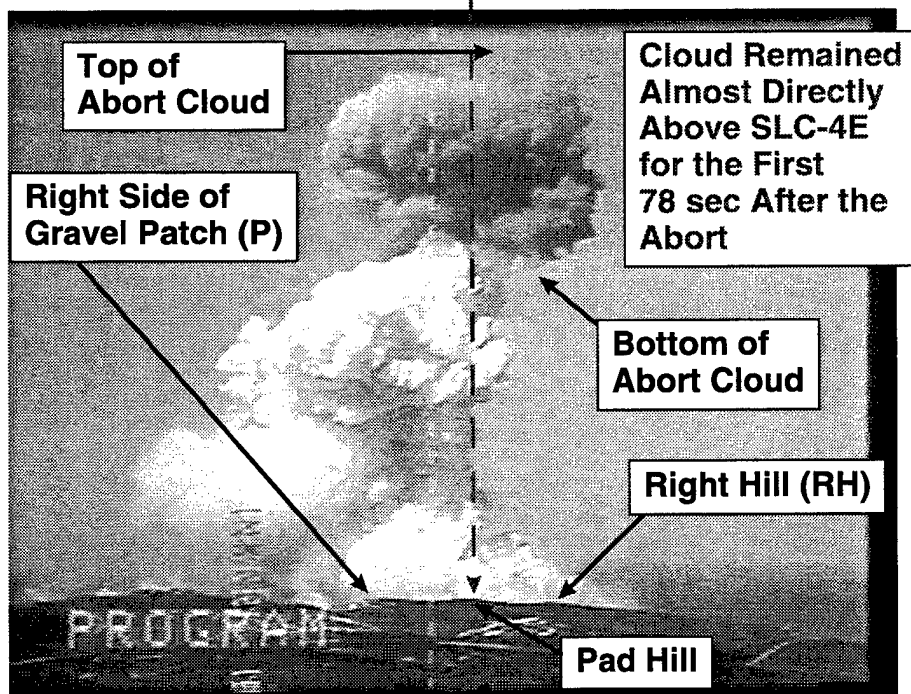 Top of
Abort Cloud
Cloud Remained
Almost Directly
Above SLC-4E
for the First
78 sec After the
Abort
Right Side of
Gravel Patch (P)
Bottom of
Abort Cloud
Right Hill (RH)
PROGRAM
Pad Hill